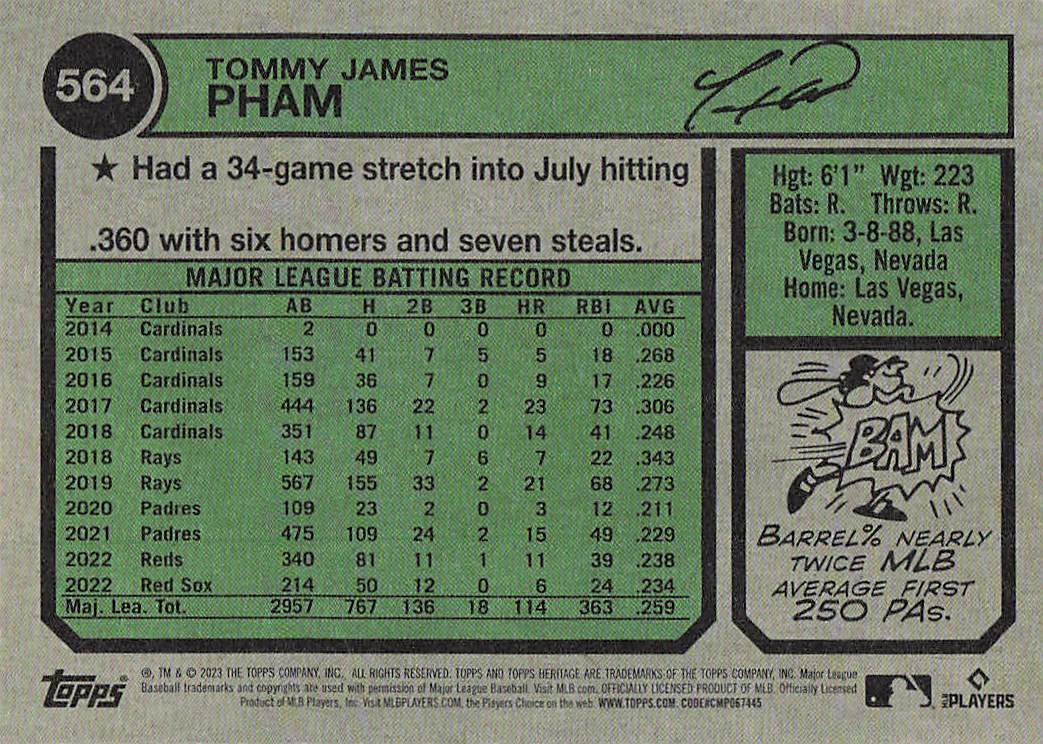 564
TOMMY JAMES
PHAM
★ Had a 34-game stretch into July hitting
.360 with six homers and seven steals.
MAJOR LEAGUE BATTING RECORD
Year Club AB H 2B 3B HR RBI AVG
2014 Cardinals 2 0 0 0 0 0 .000
2015 Cardinals 153 41 7 5 5 18 .268
2016 Cardinals 159 36 7 0 9 17 .226
2017 Cardinals 444 136 22 2 23 73 .306
2018 Cardinals 351 87 11 0 14 41 .248
2018 Rays 143 49 7 6 7 22 .343
2019 Rays 567 155 33 2 21 68 .273
2020 Padres 109 23 2 0 3 12 .211
2021 Padres 475 109 24 2 15 49 .229
2022 Reds 340 81 11 1 11 39 .238
2022 Red Sox 214 50 12 0 6 24 .234
Maj. Lea. Tot. 2957 767 136 18 114 363 .259
Hgt: 6'1" Wgt: 223
Bats: R. Throws: R.
Born: 3-8-88, Las
Vegas, Nevada
Home: Las Vegas,
Nevada.
BAM
BARREL% NEARLY
TWICE MLB
AVERAGE FIRST
250 PAs.
topps
®, TM & © 2023 THE TOPPS COMPANY, INC. ALL RIGHTS RESERVED. TOPPS AND TOPPS HERITAGE ARE TRADEMARKS OF THE TOPPS COMPANY, INC. Major League
Baseball trademarks and copyrights are used with permission of Major League Baseball. Visit MLB.com. OFFICIALLY LICENSED PRODUCT OF MLB. Officially Licensed
Product of MLB Players, Inc. Visit MLBPLAYERS.COM, the Players Choice on the web. WWW.TOPPS.COM. CODE#CMP067445
MLB PLAYERS